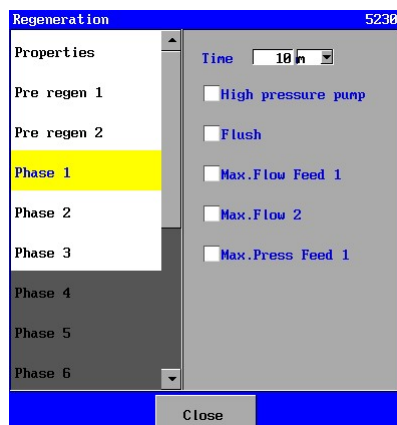 Regeneration 5230
Properties
Pre regen 1
Pre regen 2
Phase 1
Phase 2
Phase 3
Phase 4
Phase 5
Phase 6
Time 10 m
High pressure pump
Flush
Max.Flow Feed 1
Max.Flow 2
Max.Press Feed 1
Close